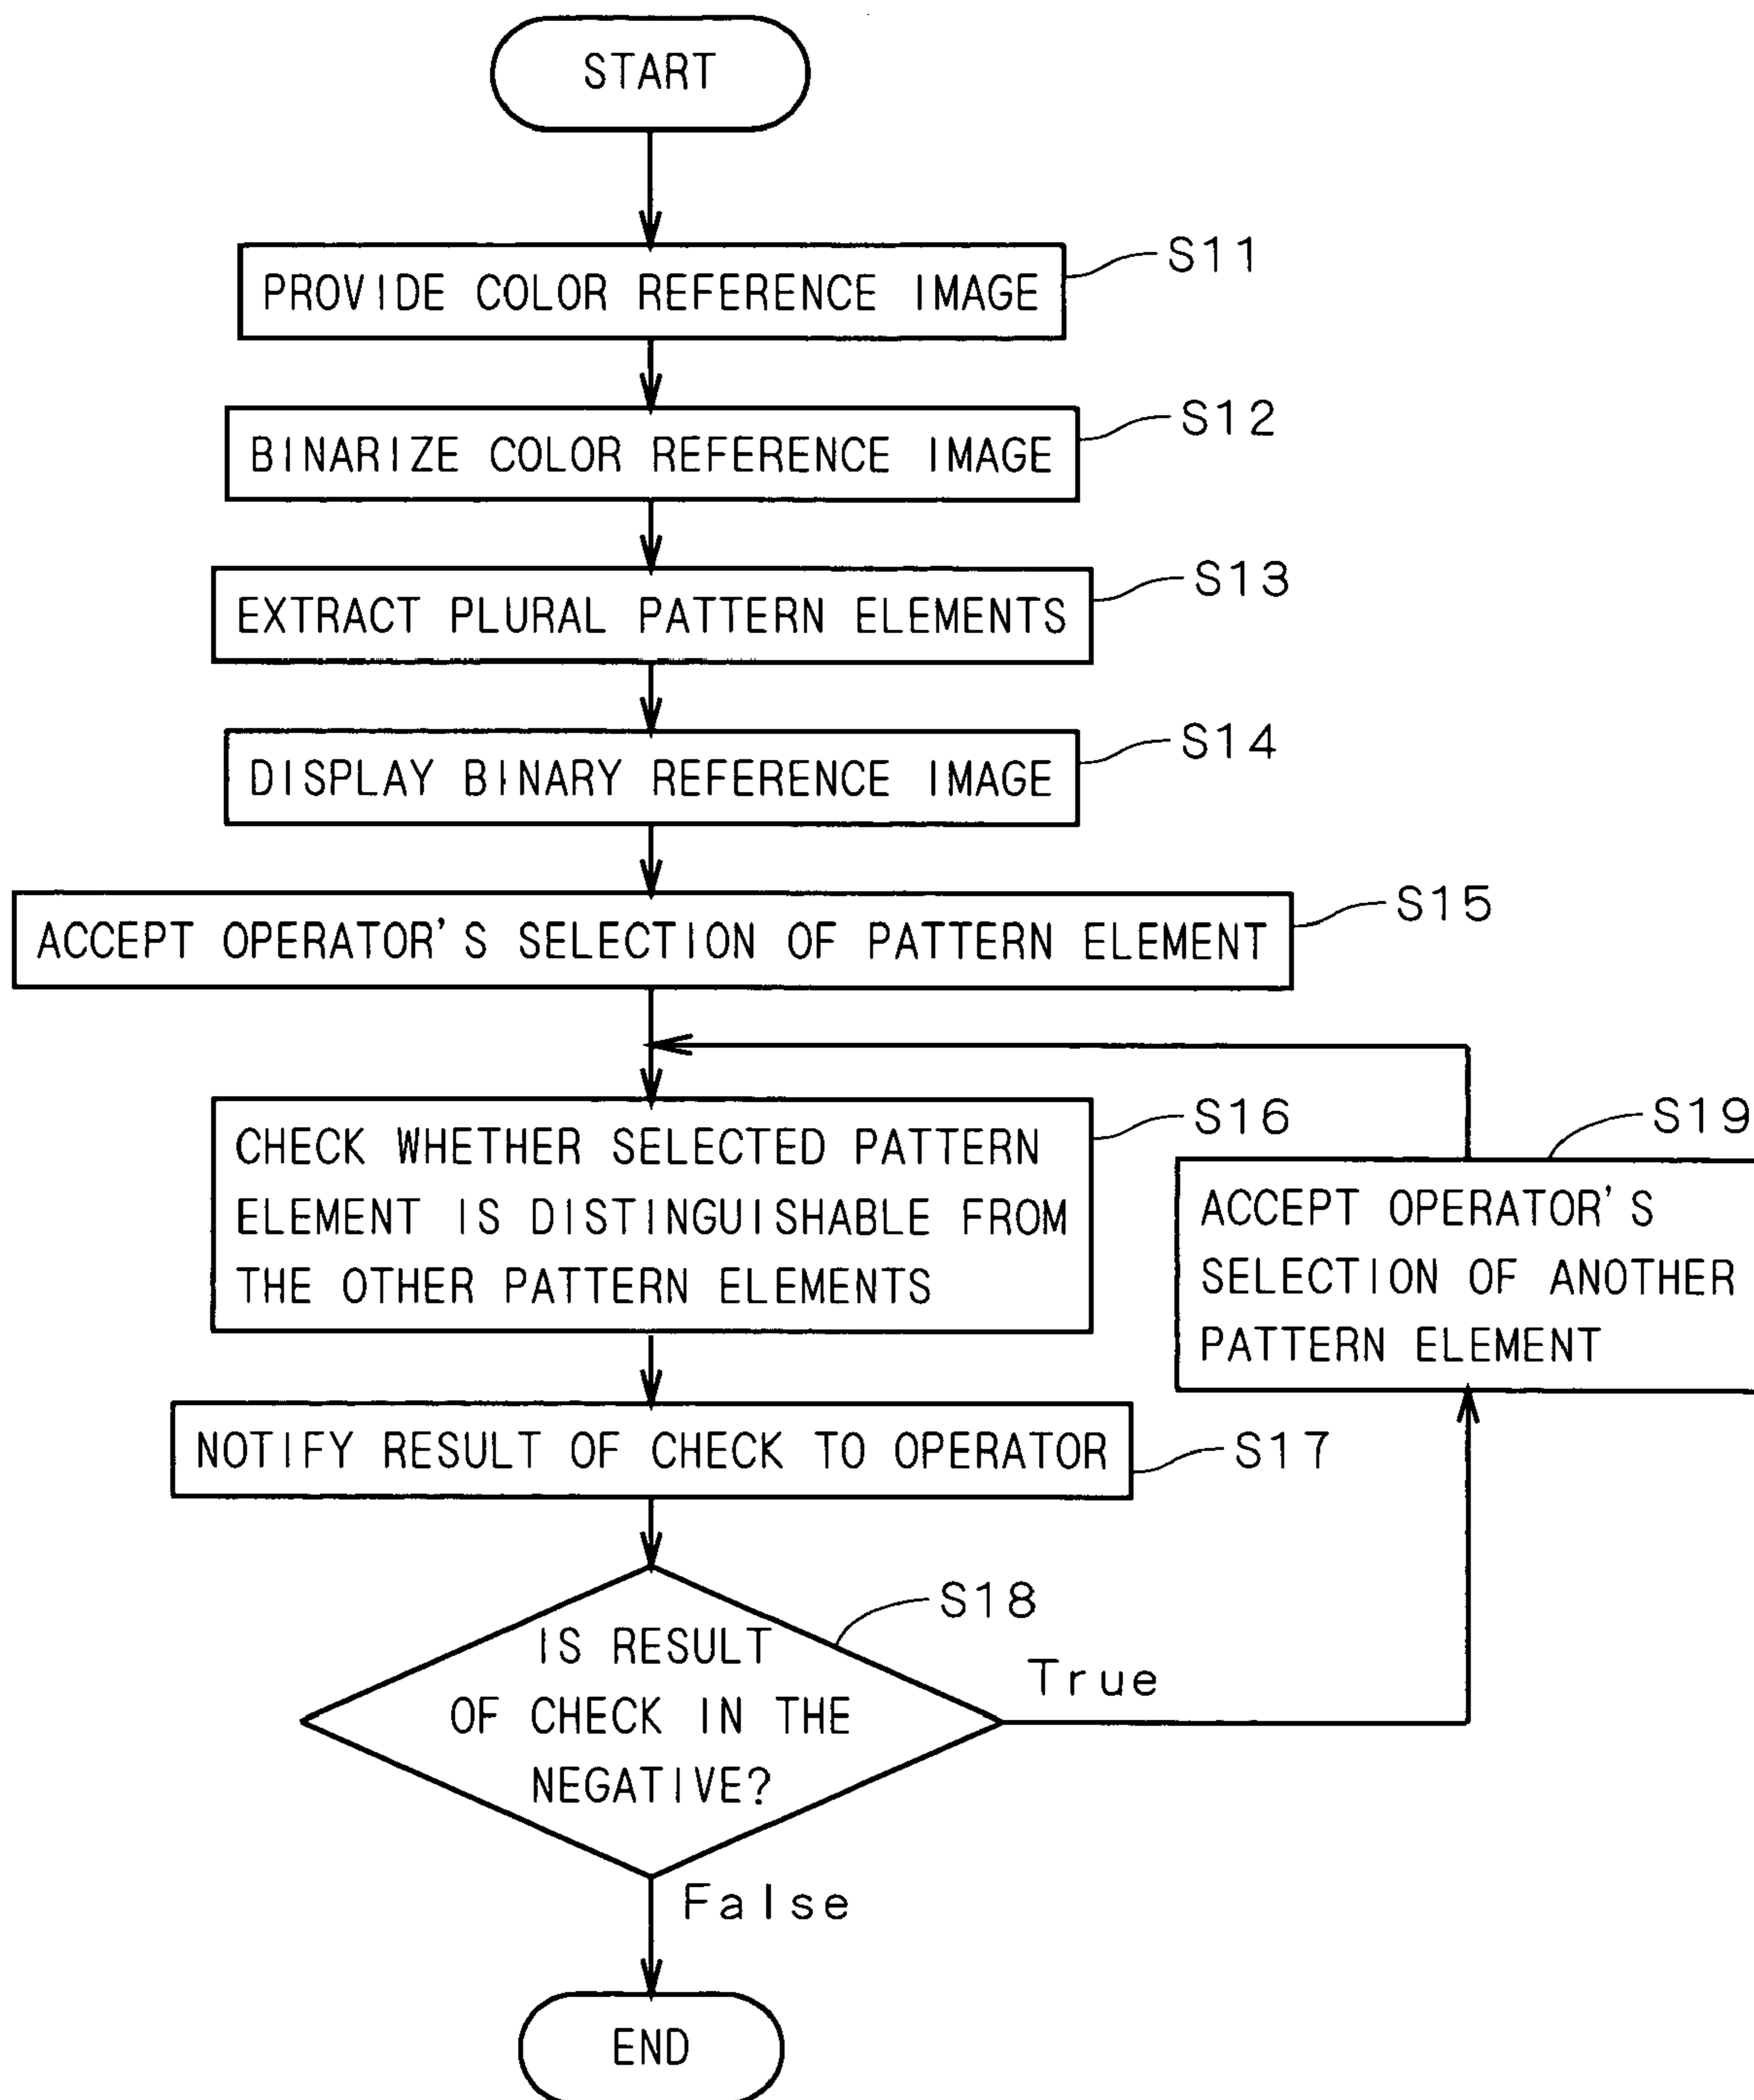 START
S11
PROVIDE COLOR REFERENCE IMAGE
S12
BINARIZE COLOR REFERENCE IMAGE
S13
EXTRACT PLURAL PATTERN ELEMENTS
S14
DISPLAY BINARY REFERENCE IMAGE
S15
ACCEPT OPERATOR'S SELECTION OF PATTERN ELEMENT
S16
CHECK WHETHER SELECTED PATTERN
ELEMENT IS DISTINGUISHABLE FROM
THE OTHER PATTERN ELEMENTS
S19
ACCEPT OPERATOR'S
SELECTION OF ANOTHER
PATTERN ELEMENT
NOTIFY RESULT OF CHECK TO OPERATOR
S17
S18
IS RESULT
OF CHECK IN THE
NEGATIVE?
True
False
END